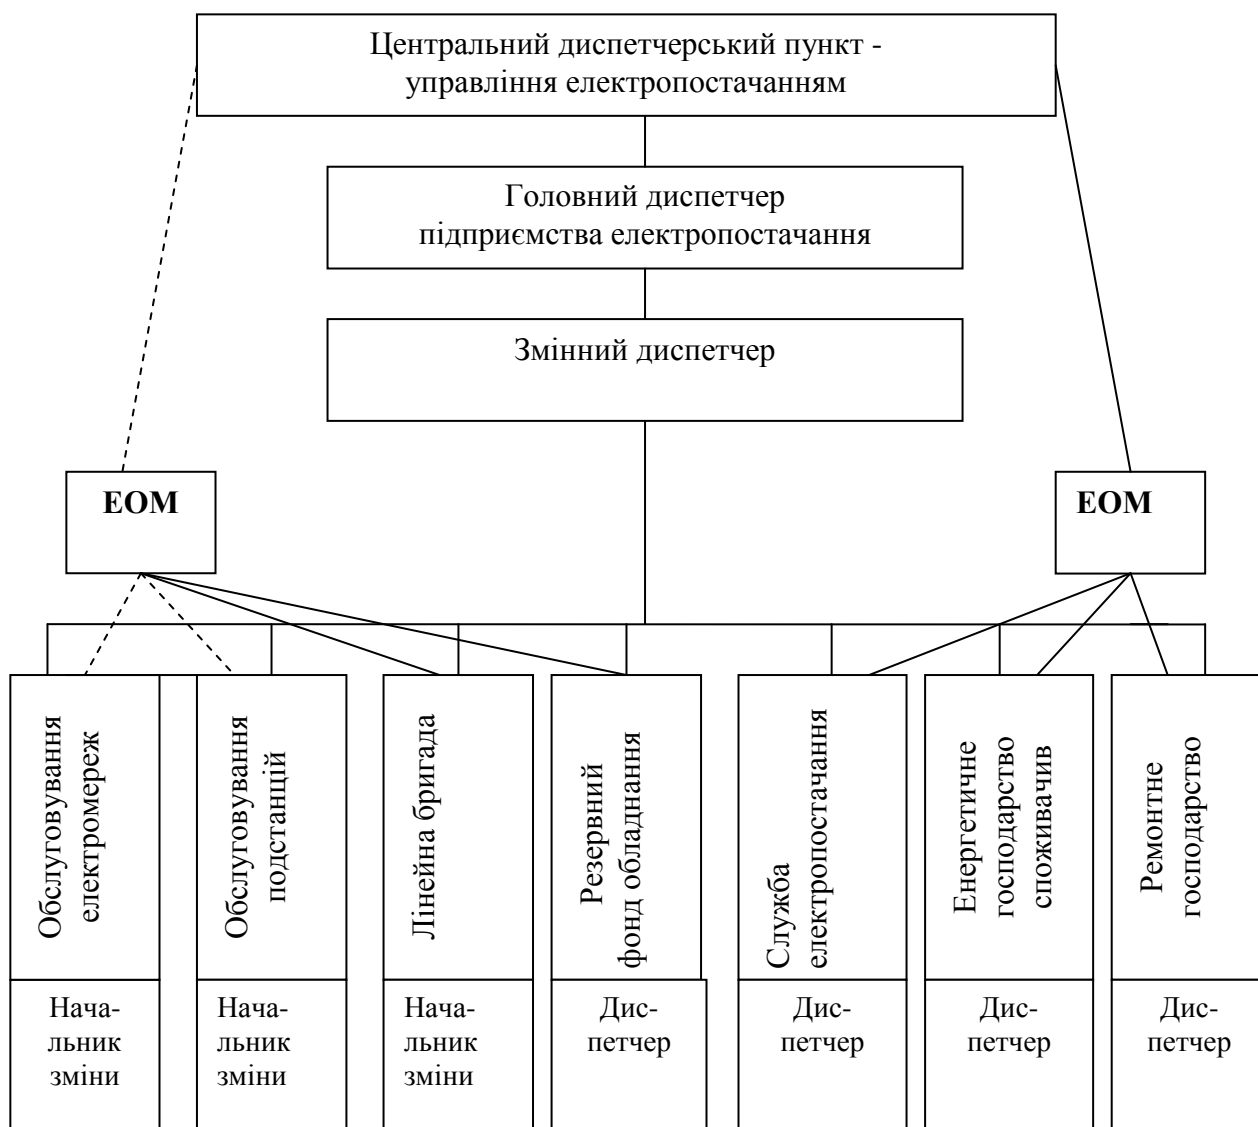 Центральний диспетчерський пункт -
управління електропостачанням
Головний диспетчер
підприємства електропостачання
Змінний диспетчер
ЕОМ
ЕОМ
Обслуговування
електромереж
Обслуговування
подстанцій
Лінейна бригада
Резервний
фонд обладнання
Служба
електропостачання
Енергетичне
господарство
споживачив
Ремонтне
господарство
Нача-
льник
зміни
Нача-
льник
зміни
Нача-
льник
зміни
Дис-
петчер
Дис-
петчер
Дис-
петчер
Дис-
петчер